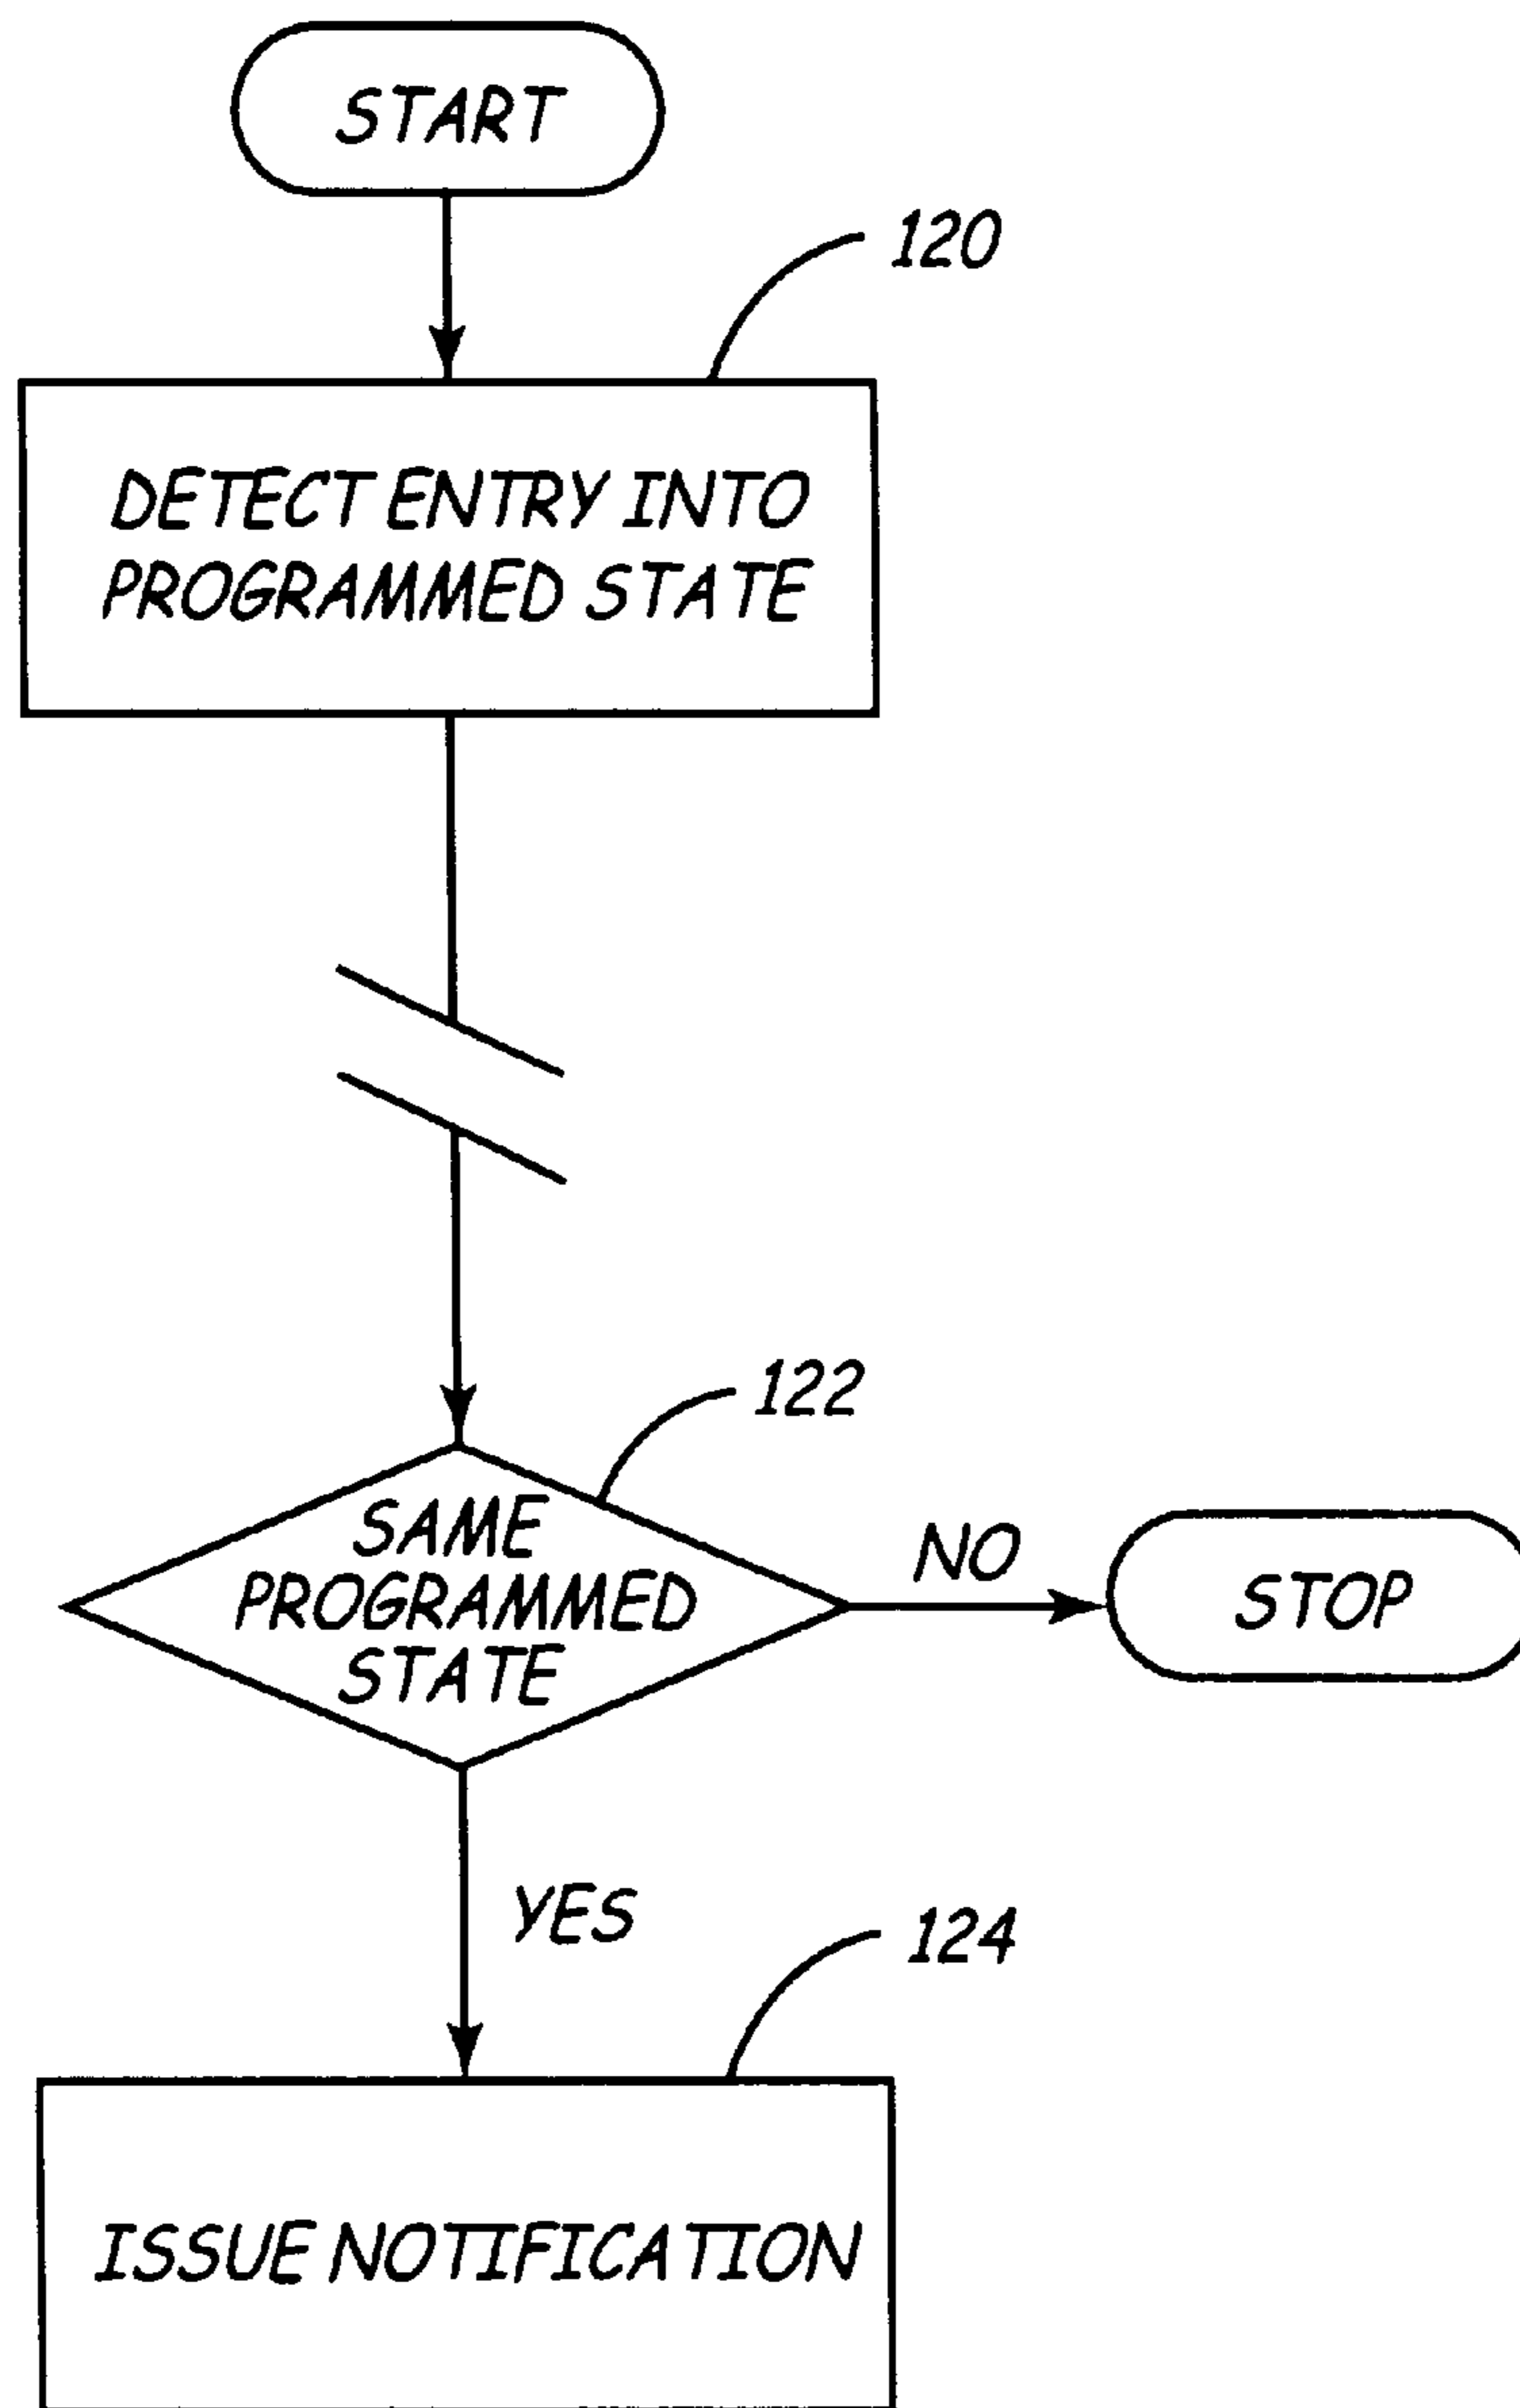 START
120
DETECT ENTRY INTO
PROGRAMMED STATE
122
SAME
PROGRAMMED
STATE
NO
STOP
YES
124
ISSUE NOTIFICATION